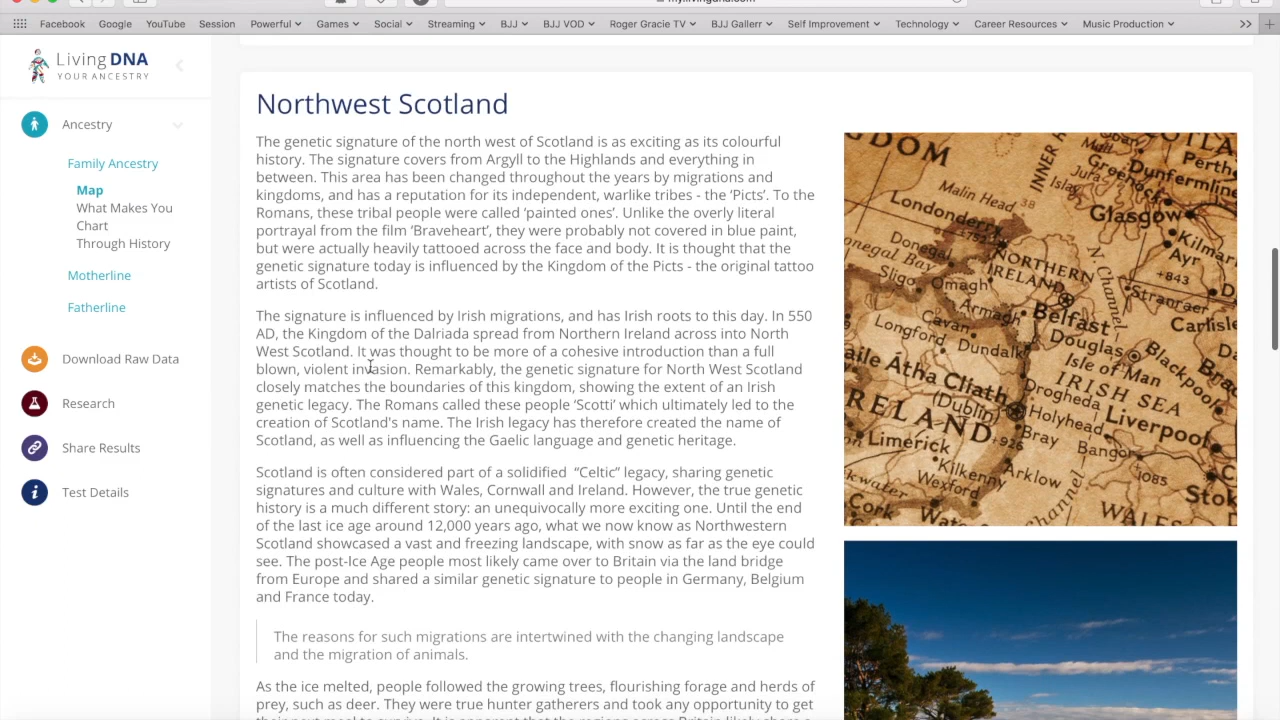 Facebook Google YouTube Session Powerful Games Social Streaming BJJ BJJ VOD Roger Gracie TV BJJ Gallerr Self Improvement Technology Career Resources Music Production
Living DNA
YOUR ANCESTRY
Ancestry
Family Ancestry
Map
What Makes You
Chart
Through History
Motherline
Fatherline
Download Raw Data
Research
Share Results
Test Details
Northwest Scotland
The genetic signature of the north west of Scotland is as exciting as its colourful
history. The signature covers from Argyll to the Highlands and everything in
between. This area has been changed throughout the years by migrations and
kingdoms, and has a reputation for its independent, warlike tribes - the ‘Picts’. To the
Romans, these tribal people were called ‘painted ones’. Unlike the overly literal
portrayal from the film ‘Braveheart’, they were probably not covered in blue paint,
but were actually heavily tattooed across the face and body. It is thought that the
genetic signature today is influenced by the Kingdom of the Picts - the original tattoo
artists of Scotland.
The signature is influenced by Irish migrations, and has Irish roots to this day. In 550
AD, the Kingdom of the Dalriada spread from Northern Ireland across into North
West Scotland. It was thought to be more of a cohesive introduction than a full
blown, violent invasion. Remarkably, the genetic signature for North West Scotland
closely matches the boundaries of this kingdom, showing the extent of an Irish
genetic legacy. The Romans called these people ‘Scotti’ which ultimately led to the
creation of Scotland's name. The Irish legacy has therefore created the name of
Scotland, as well as influencing the Gaelic language and genetic heritage.
Scotland is often considered part of a solidified “Celtic” legacy, sharing genetic
signatures and culture with Wales, Cornwall and Ireland. However, the true genetic
history is a much different story: an unequivocally more exciting one. Until the end
of the last ice age around 12,000 years ago, what we now know as Northwestern
Scotland showcased a vast and freezing landscape, with snow as far as the eye could
see. The post-Ice Age people most likely came over to Britain via the land bridge
from Europe and shared a similar genetic signature to people in Germany, Belgium
and France today.
The reasons for such migrations are intertwined with the changing landscape
and the migration of animals.
As the ice melted, people followed the growing trees, flourishing forage and herds of
prey, such as deer. They were true hunter gatherers and took any opportunity to get
GDOM
INNER
Perth
Greenock
Dunfermline
Jura
Malin Head 38
Glasgow
Londonderry
Kilmar
Ayr
Donegal
onegal Bay
+843
NORTHERN
IRELAND
N. Channel
Sligo
Omagh
Stranraer
Armagh
Belfast
Carlisle
Cavan
Longford
Dundalk
Douglas
Isle of Man
Blackpool
aile Átha Cliath
IRISH SEA
(Dublin)
Drogheda
Holyhead
Liverpool
RELAND
+926
Bray
Bangor
Limerick
Arklow
1085
Kilkenny
Wexford
Stok
ckwater
Channel
WALES
Cork